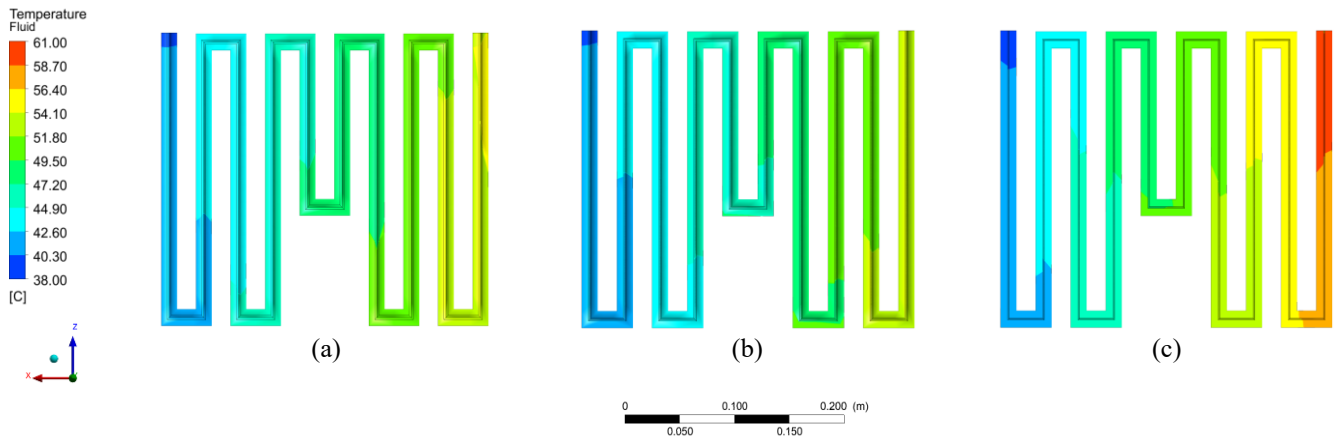 Temperature
Fluid
61.00
58.70
56.40
54.10
51.80
49.50
47.20
44.90
42.60
40.30
38.00
[C]
z
x
(a)
(b)
(c)
0 0.100 0.200 (m)
0.050 0.150